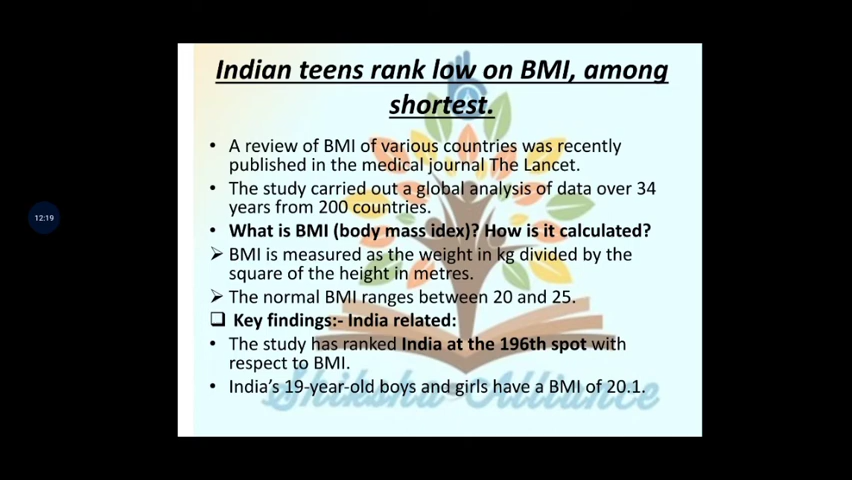 Indian teens rank low on BMI, among
shortest.
• A review of BMI of various countries was recently
published in the medical journal The Lancet.
• The study carried out a global analysis of data over 34
years from 200 countries.
• What is BMI (body mass idex)? How is it calculated?
➢ BMI is measured as the weight in kg divided by the
square of the height in metres.
➢ The normal BMI ranges between 20 and 25.
❑ Key findings:- India related:
• The study has ranked India at the 196th spot with
respect to BMI.
• India's 19-year-old boys and girls have a BMI of 20.1.
Shiksha Alliance
12:19